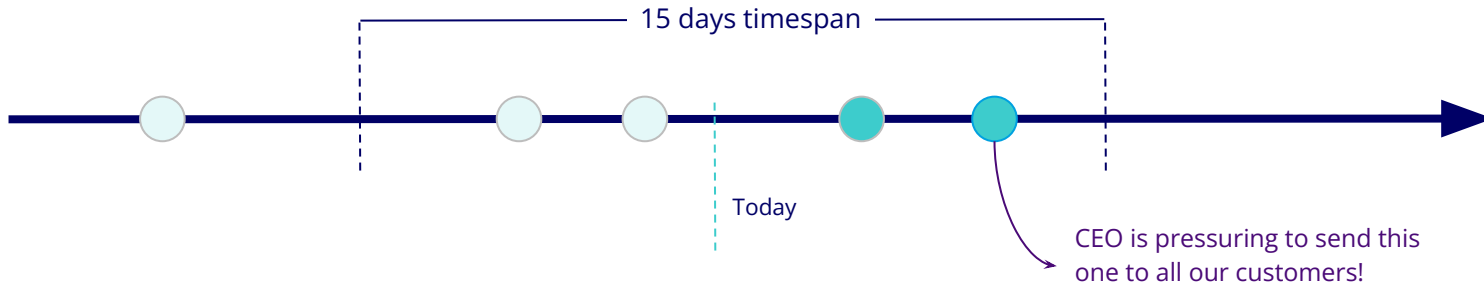 15 days timespan
Today
CEO is pressuring to send this
one to all our customers!